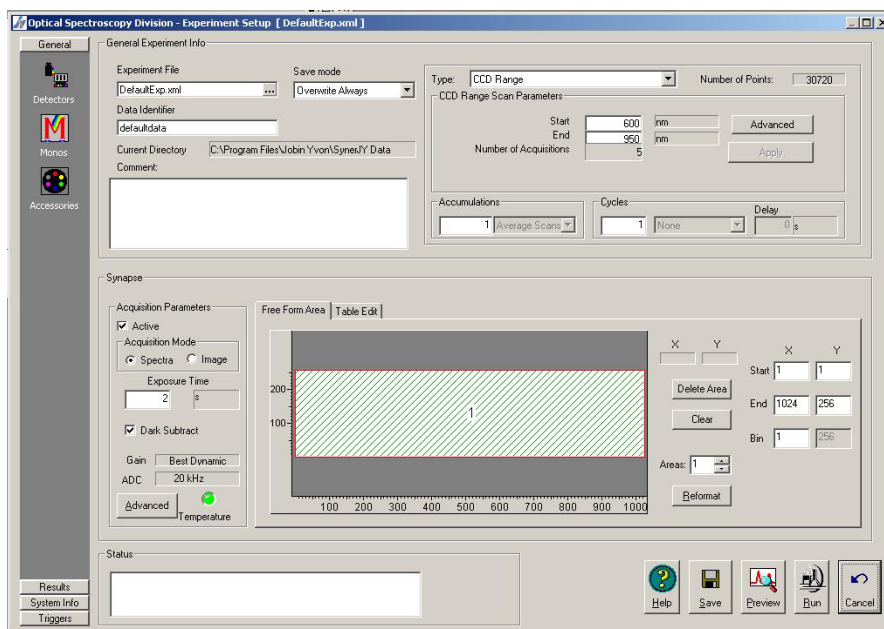 Optical Spectroscopy Division - Experiment Setup [ DefaultExp.xml ]
General
Detectors
Monos
Accessories
Results
System Info
Triggers
General Experiment Info
Experiment File
DefaultExp.xml ...
Save mode
Overwrite Always
Data Identifier
defaultdata
Current Directory C:\Program Files\Jobin Yvon\SynerJY Data
Comment:
Type: CCD Range
Number of Points: 30720
CCD Range Scan Parameters
Start 600 nm
End 950 nm
Number of Acquisitions 5
Advanced
Apply
Accumulations
1 Average Scans
Cycles
1 None
Delay
0 s
Synapse
Acquisition Parameters
Active
Acquisition Mode
Spectra Image
Exposure Time
2 s
Dark Subtract
Gain Best Dynamic
ADC 20 kHz
Advanced
Temperature
Free Form Area Table Edit
200
100
1
100 200 300 400 500 600 700 800 900 1000
X Y
Delete Area
Clear
Areas: 1
Reformat
X Y
Start 1 1
End 1024 256
Bin 1 256
Status
Help
Save
Preview
Run
Cancel